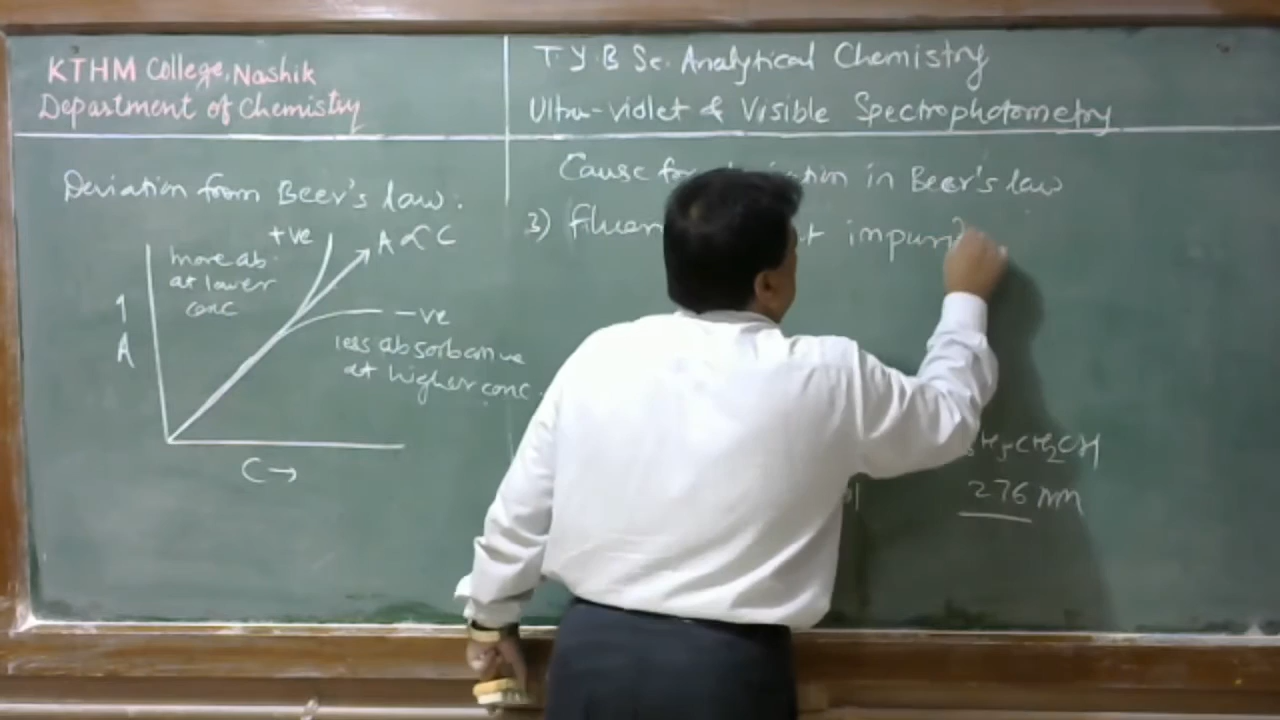 KTHM College, Nashik
Department of Chemistry
T.Y.B Sc. Analytical Chemistry
Ultra-violet & Visible Spectrophotometry
Deviation from Beer's law.
+ve
A ∝ C
more ab
at lower
conc
↑
A
-ve
less absorbance
at higher conc.
C →
Cause for in Beer's law
3)
276 nm